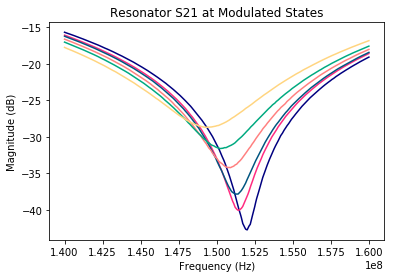 Resonator S21 at Modulated States
Magnitude (dB)
−15
−20
−25
−30
−35
−40
1.400 1.425 1.450 1.475 1.500 1.525 1.550 1.575 1.600
1e8
Frequency (Hz)